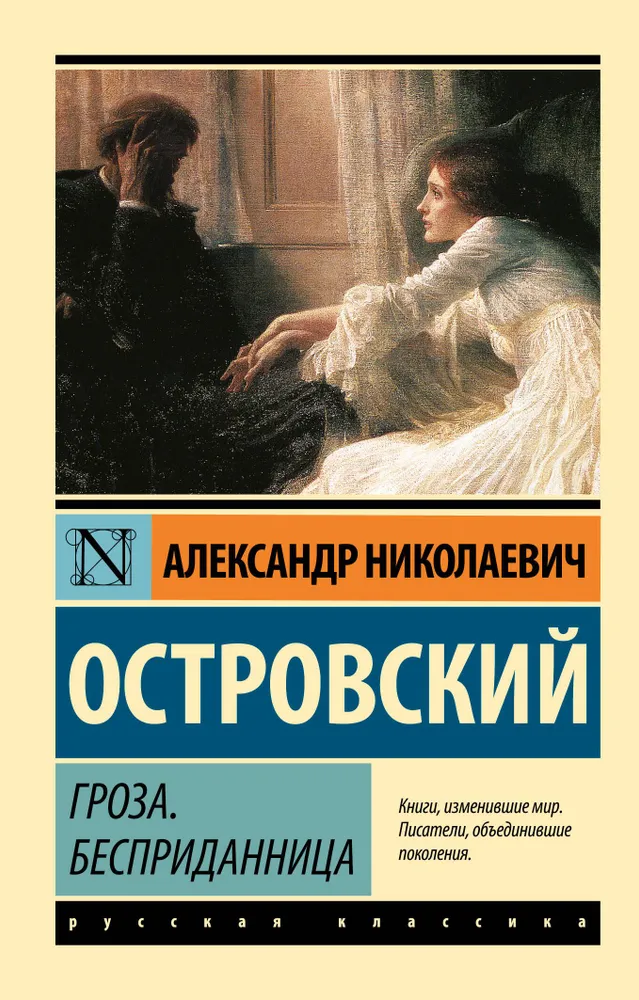 N
АЛЕКСАНДР НИКОЛАЕВИЧ
ОСТРОВСКИЙ
ГРОЗА.
БЕСПРИДАННИЦА
Книги, изменившие мир.
Писатели, объединившие
поколения.
русская классика